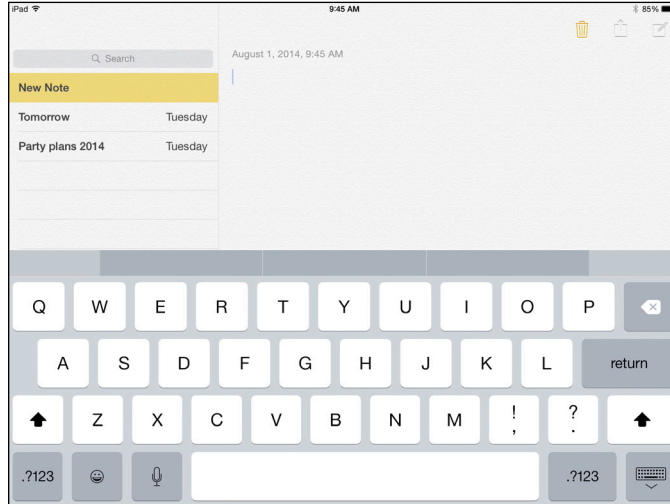 iPad 9:45 AM 85%
Search
August 1, 2014, 9:45 AM
New Note
Tomorrow Tuesday
Party plans 2014 Tuesday
Q W E R T Y U I O P
A S D F G H J K L return
Z X C V B N M ! , ? .
.?123 .?123